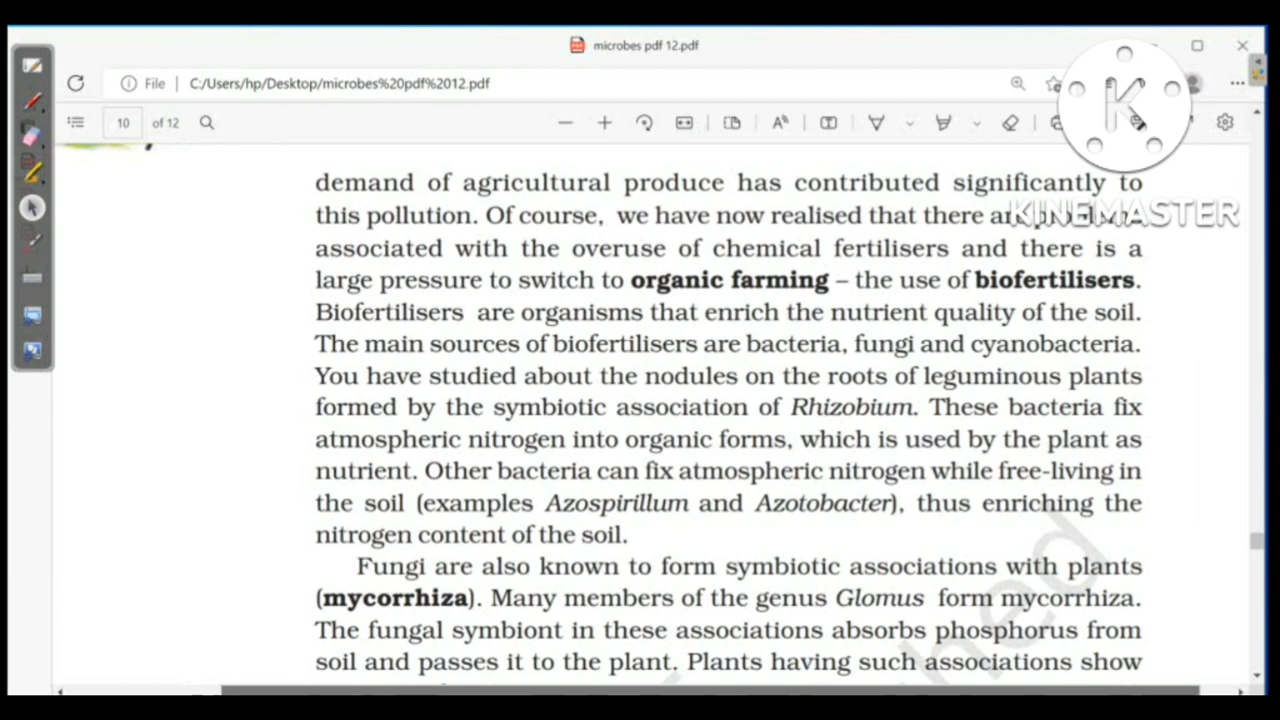 microbes pdf 12.pdf
File | C:/Users/hp/Desktop/microbes%20pdf%2012.pdf
10 of 12
K
KINEMASTER
demand of agricultural produce has contributed significantly to
this pollution. Of course, we have now realised that there
associated with the overuse of chemical fertilisers and there is a
large pressure to switch to organic farming – the use of biofertilisers.
Biofertilisers are organisms that enrich the nutrient quality of the soil.
The main sources of biofertilisers are bacteria, fungi and cyanobacteria.
You have studied about the nodules on the roots of leguminous plants
formed by the symbiotic association of Rhizobium. These bacteria fix
atmospheric nitrogen into organic forms, which is used by the plant as
nutrient. Other bacteria can fix atmospheric nitrogen while free-living in
the soil (examples Azospirillum and Azotobacter), thus enriching the
nitrogen content of the soil.
Fungi are also known to form symbiotic associations with plants
(mycorrhiza). Many members of the genus Glomus form mycorrhiza.
The fungal symbiont in these associations absorbs phosphorus from
soil and passes it to the plant. Plants having such associations show